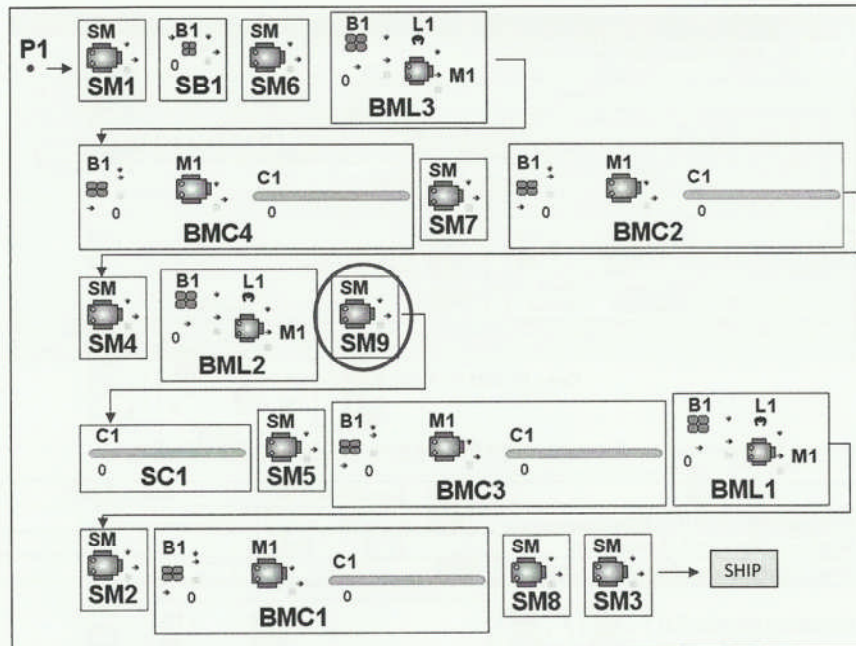 P1
SM
SM1
B1
0
SB1
SM
SM6
B1
L1
0
M1
BML3
B1
M1
C1
0
0
BMC4
SM
SM7
B1
M1
C1
0
0
BMC2
SM
SM4
B1
L1
0
M1
BML2
SM
SM9
C1
0
SC1
SM
SM5
B1
M1
C1
0
0
BMC3
B1
L1
0
M1
BML1
SM
SM2
B1
M1
C1
0
0
BMC1
SM
SM8
SM
SM3
SHIP